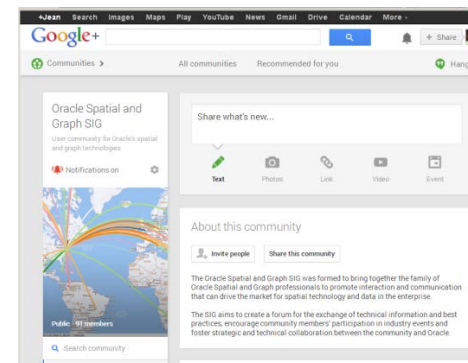 +Jean Search Images Maps Play YouTube News Gmail Drive Calendar More
Google+
+ Share
Communities >
All communities Recommended for you
Hang
Oracle Spatial and
Graph SIG
User community for Oracle's spatial
and graph technologies
Notifications on
Share what's new...
Text Photos Link Video Event
About this community
Invite people Share this community
The Oracle Spatial and Graph SIG was formed to bring together the family of
Oracle Spatial and Graph professionals to promote interaction and communication
that can drive the market for spatial technology and data in the enterprise.
The SIG aims to create a forum for the exchange of technical information and best
practices, encourage community members' participation in industry events and
foster strategic and technical collaboration between the community and Oracle.
Public 91 members
Search community